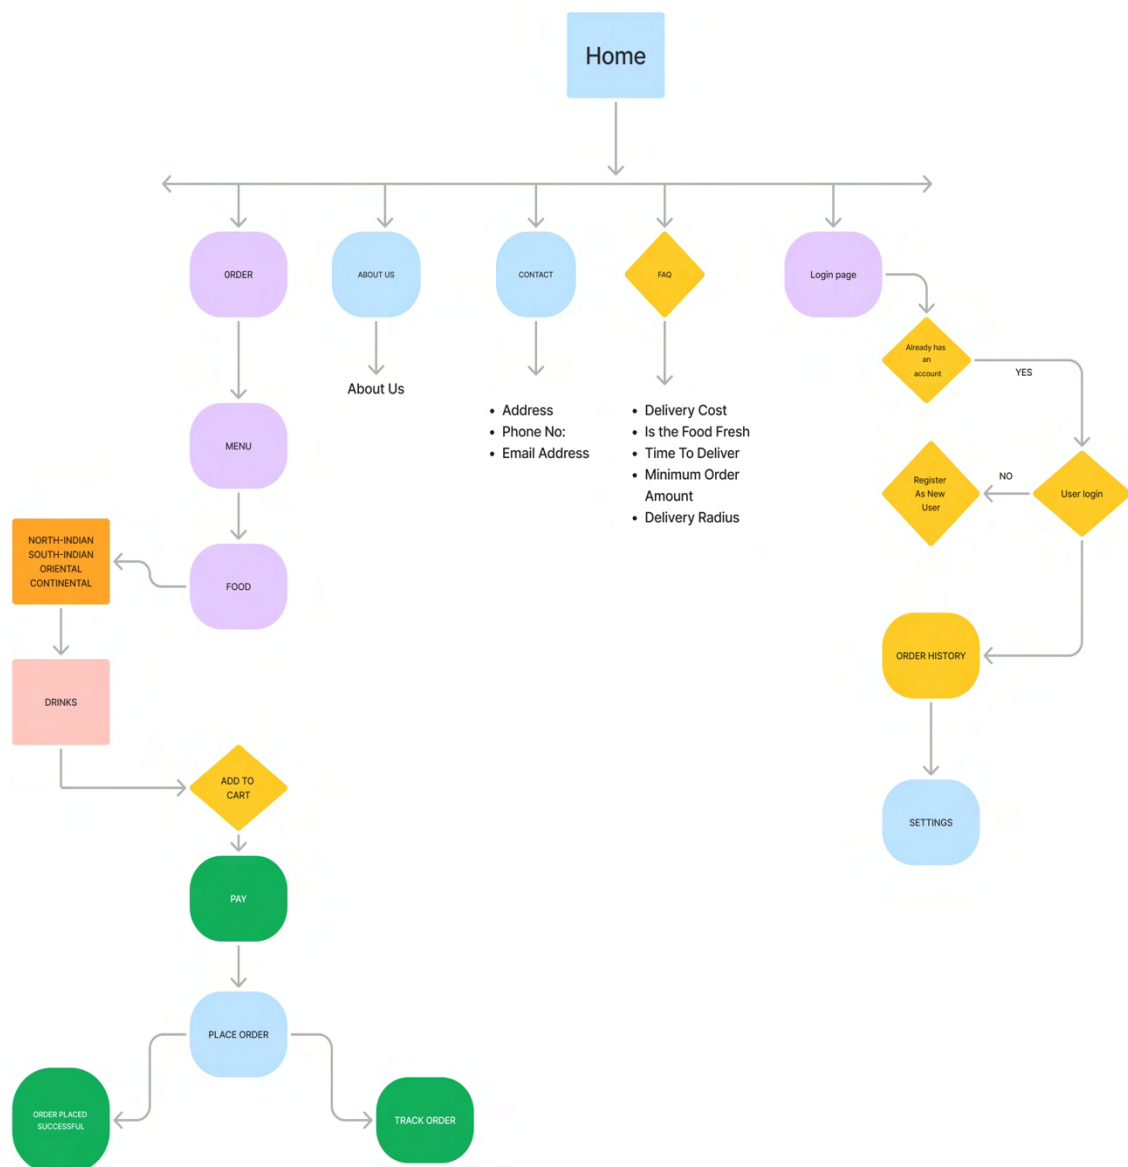 Home
ORDER
ABOUT US
CONTACT
FAQ
Login page
Already has
an
account
YES
About Us
• Address
• Phone No:
• Email Address
• Delivery Cost
• Is the Food Fresh
• Time To Deliver
• Minimum Order
Amount
• Delivery Radius
MENU
Register
As New
User
NO
User login
NORTH-INDIAN
SOUTH-INDIAN
ORIENTAL
CONTINENTAL
FOOD
ORDER HISTORY
DRINKS
ADD TO
CART
SETTINGS
PAY
PLACE ORDER
ORDER PLACED
SUCCESSFUL
TRACK ORDER